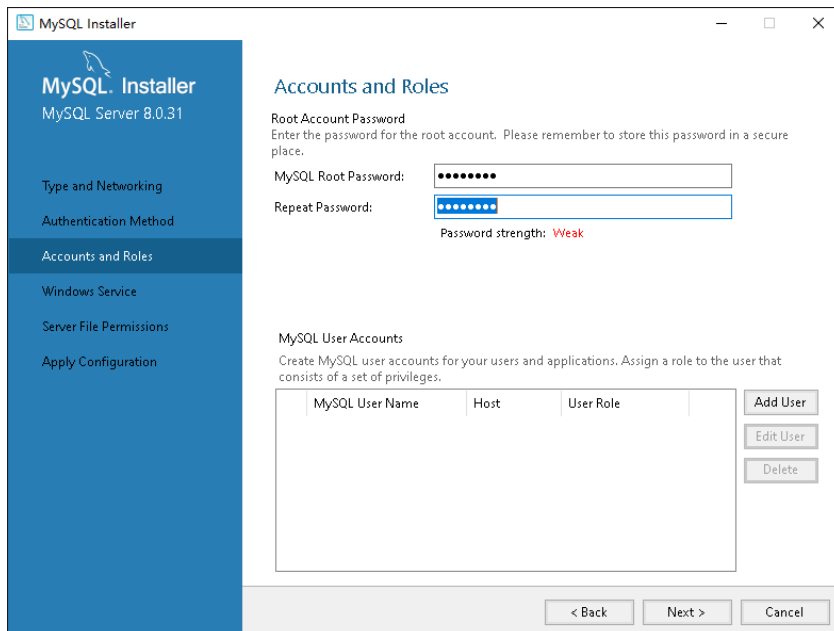 MySQL Installer
MySQL. Installer
MySQL Server 8.0.31
Type and Networking
Authentication Method
Accounts and Roles
Windows Service
Server File Permissions
Apply Configuration
Accounts and Roles
Root Account Password
Enter the password for the root account. Please remember to store this password in a secure
place.
MySQL Root Password: ●●●●●●●●
Repeat Password: ●●●●●●●●
Password strength: Weak
MySQL User Accounts
Create MySQL user accounts for your users and applications. Assign a role to the user that
consists of a set of privileges.
MySQL User Name Host User Role
Add User
Edit User
Delete
< Back Next > Cancel